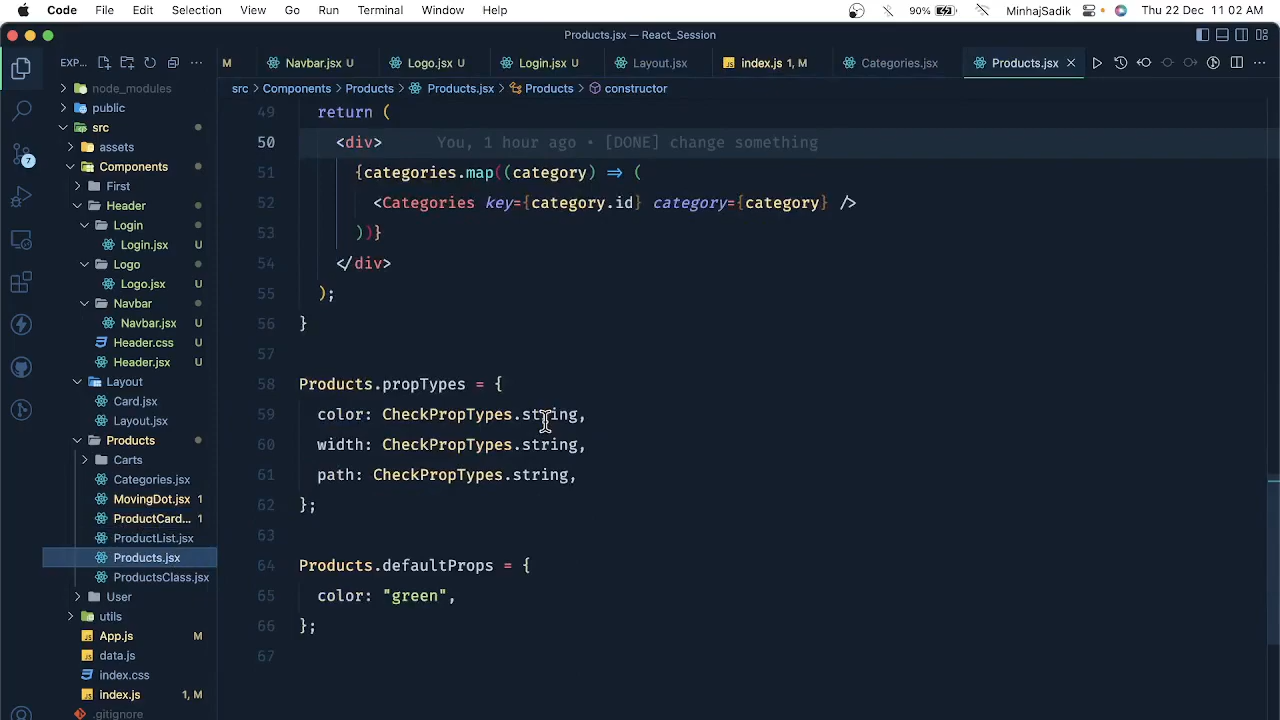 Code File Edit Selection View Go Run Terminal Window Help 90% MinhajSadik Thu 22 Dec 11:02 AM
Products.jsx — React_Session
EXP... M Navbar.jsx U Logo.jsx U Login.jsx U Layout.jsx index.js 1, M Categories.jsx Products.jsx
src › Components › Products › Products.jsx › Products › constructor
node_modules
public
src
assets
Components
First
Header
Login
Login.jsx U
Logo
Logo.jsx U
Navbar
Navbar.jsx U
Header.css U
Header.jsx U
Layout
Card.jsx
Layout.jsx
Products
Carts
Categories.jsx
MovingDot.jsx 1
ProductCard... 1
ProductList.jsx
Products.jsx
ProductsClass.jsx
User
utils
App.js M
data.js
index.css
index.js 1, M
.gitignore
7
49 return (
50 <div> You, 1 hour ago • [DONE] change something
51 {categories.map((category) => (
52 <Categories key={category.id} category={category} />
53 ))}
54 </div>
55 );
56 }
57
58 Products.propTypes = {
59 color: CheckPropTypes.string,
60 width: CheckPropTypes.string,
61 path: CheckPropTypes.string,
62 };
63
64 Products.defaultProps = {
65 color: "green",
66 };
67